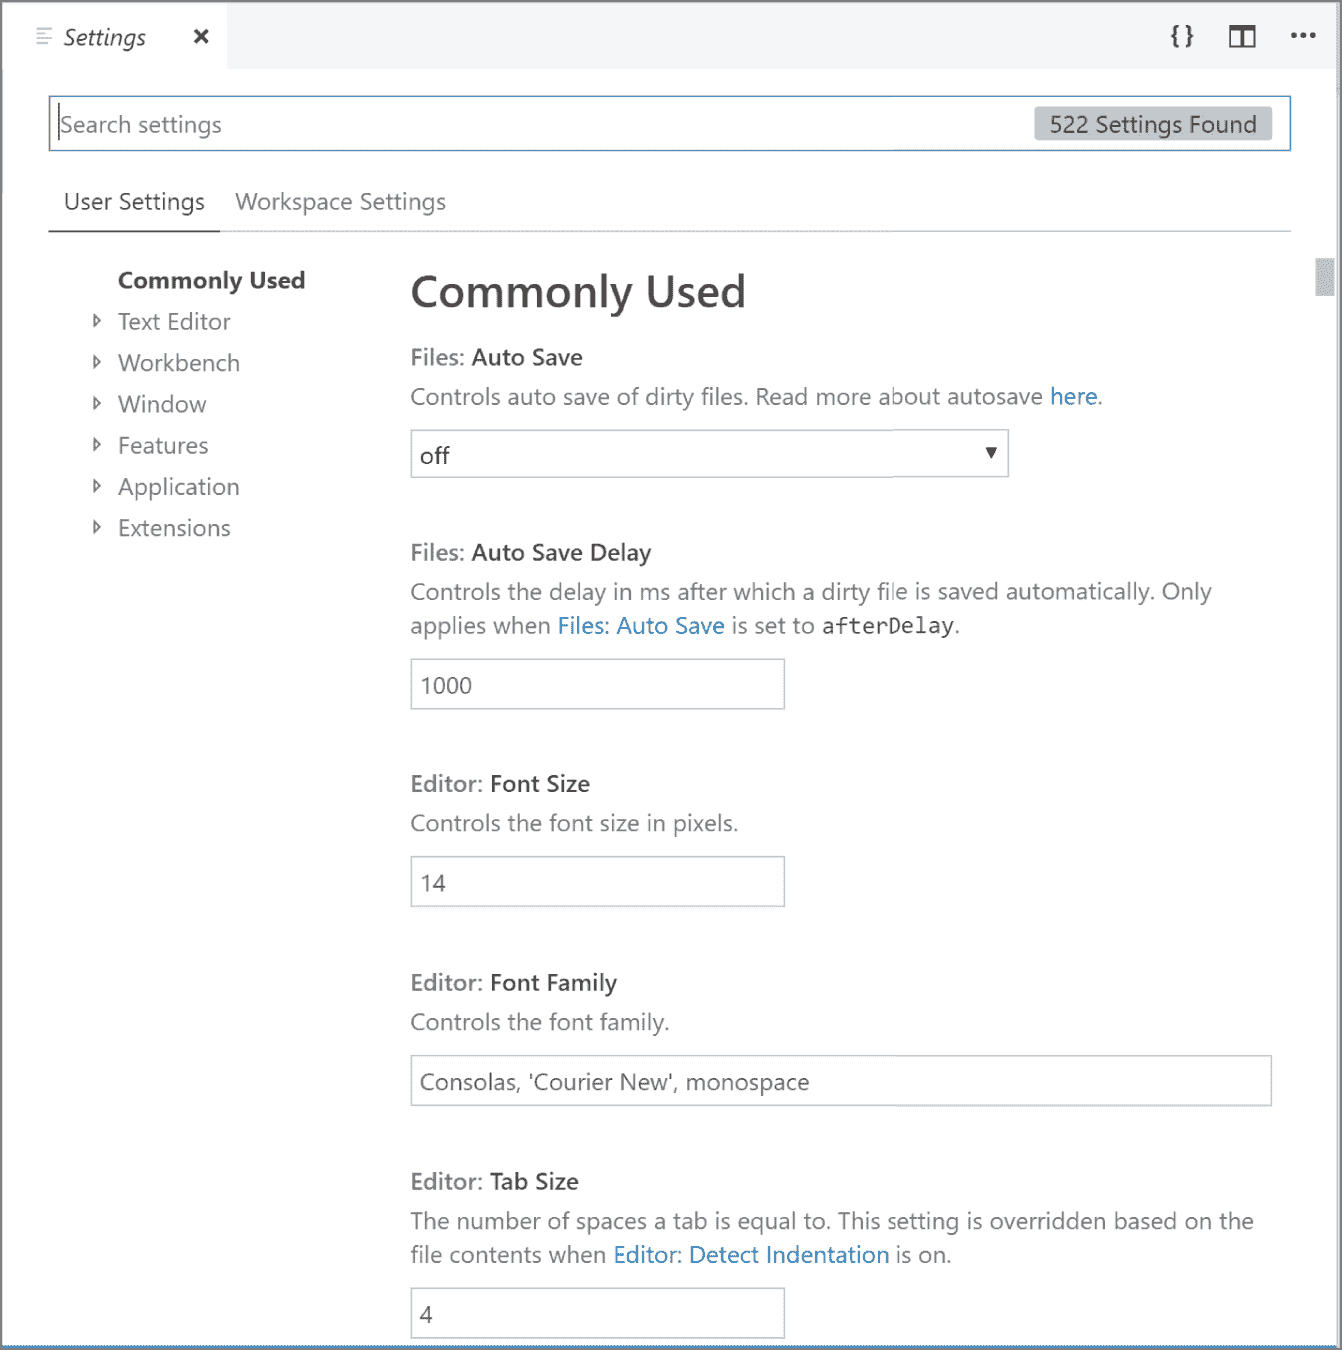 Settings
Search settings
522 Settings Found
User Settings
Workspace Settings
Commonly Used
Text Editor
Workbench
Window
Features
Application
Extensions
Commonly Used
Files: Auto Save
Controls auto save of dirty files. Read more about autosave here.
off
Files: Auto Save Delay
Controls the delay in ms after which a dirty file is saved automatically. Only
applies when Files: Auto Save is set to afterDelay.
1000
Editor: Font Size
Controls the font size in pixels.
14
Editor: Font Family
Controls the font family.
Consolas, 'Courier New', monospace
Editor: Tab Size
The number of spaces a tab is equal to. This setting is overridden based on the
file contents when Editor: Detect Indentation is on.
4